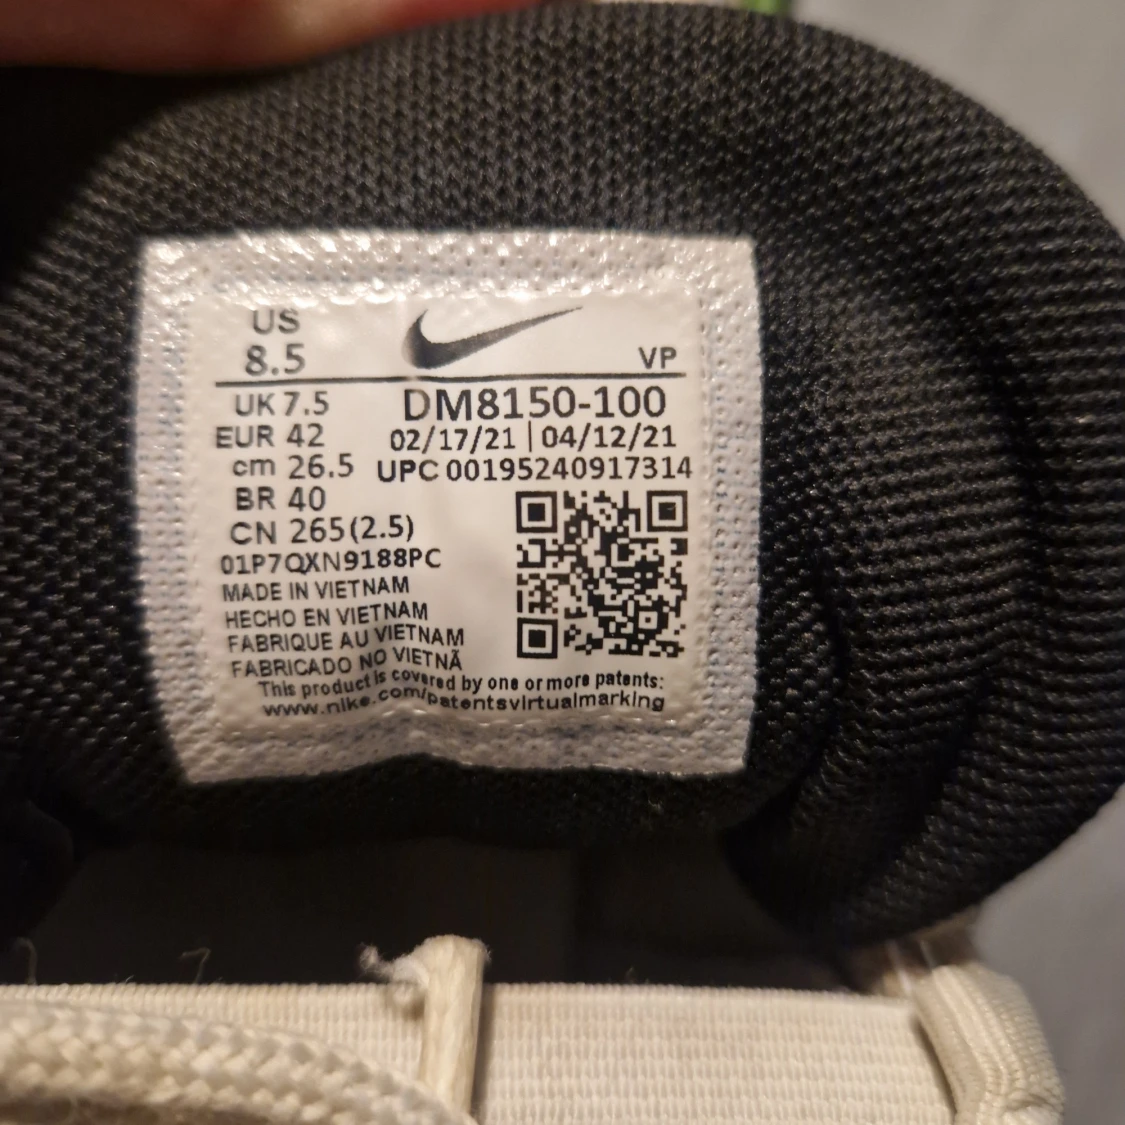 US
8.5
VP
UK 7.5
DM8150-100
EUR 42
02/17/21 | 04/12/21
cm 26.5
UPC 00195240917314
BR 40
CN 265(2.5)
01P7QXN9188PC
MADE IN VIETNAM
HECHO EN VIETNAM
FABRIQUE AU VIETNAM
FABRICADO NO VIETNÃ
This product is covered by one or more patents:
www.nike.com/patentsvirtualmarking